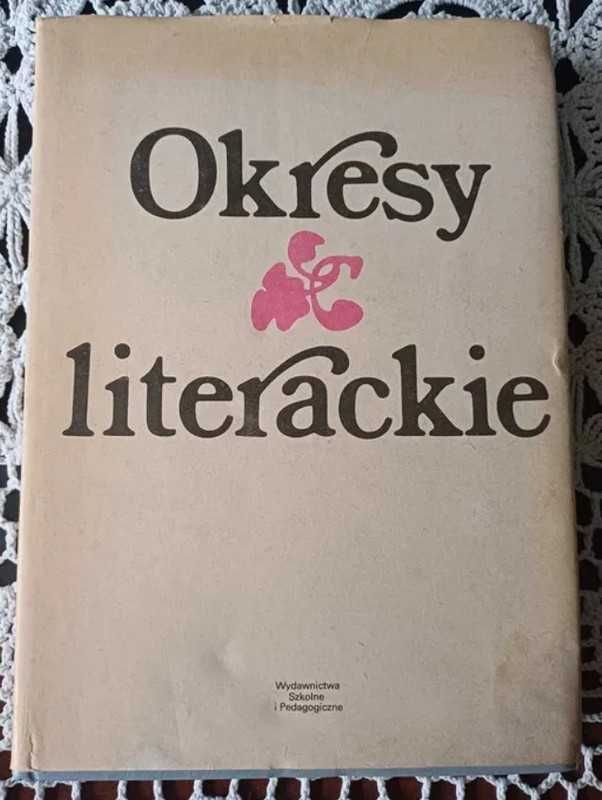 Okresy
literackie
Wydawnictwa
Szkolne
i Pedagogiczne